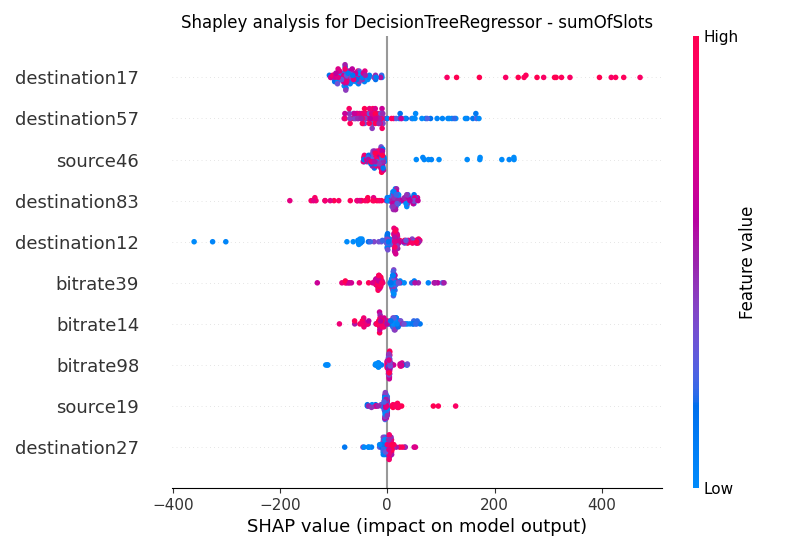 Shapley analysis for DecisionTreeRegressor - sumOfSlots
High
destination17
destination57
source46
destination83
destination12
bitrate39
bitrate14
bitrate98
source19
destination27
Feature value
Low
−400
−200
0
200
400
SHAP value (impact on model output)